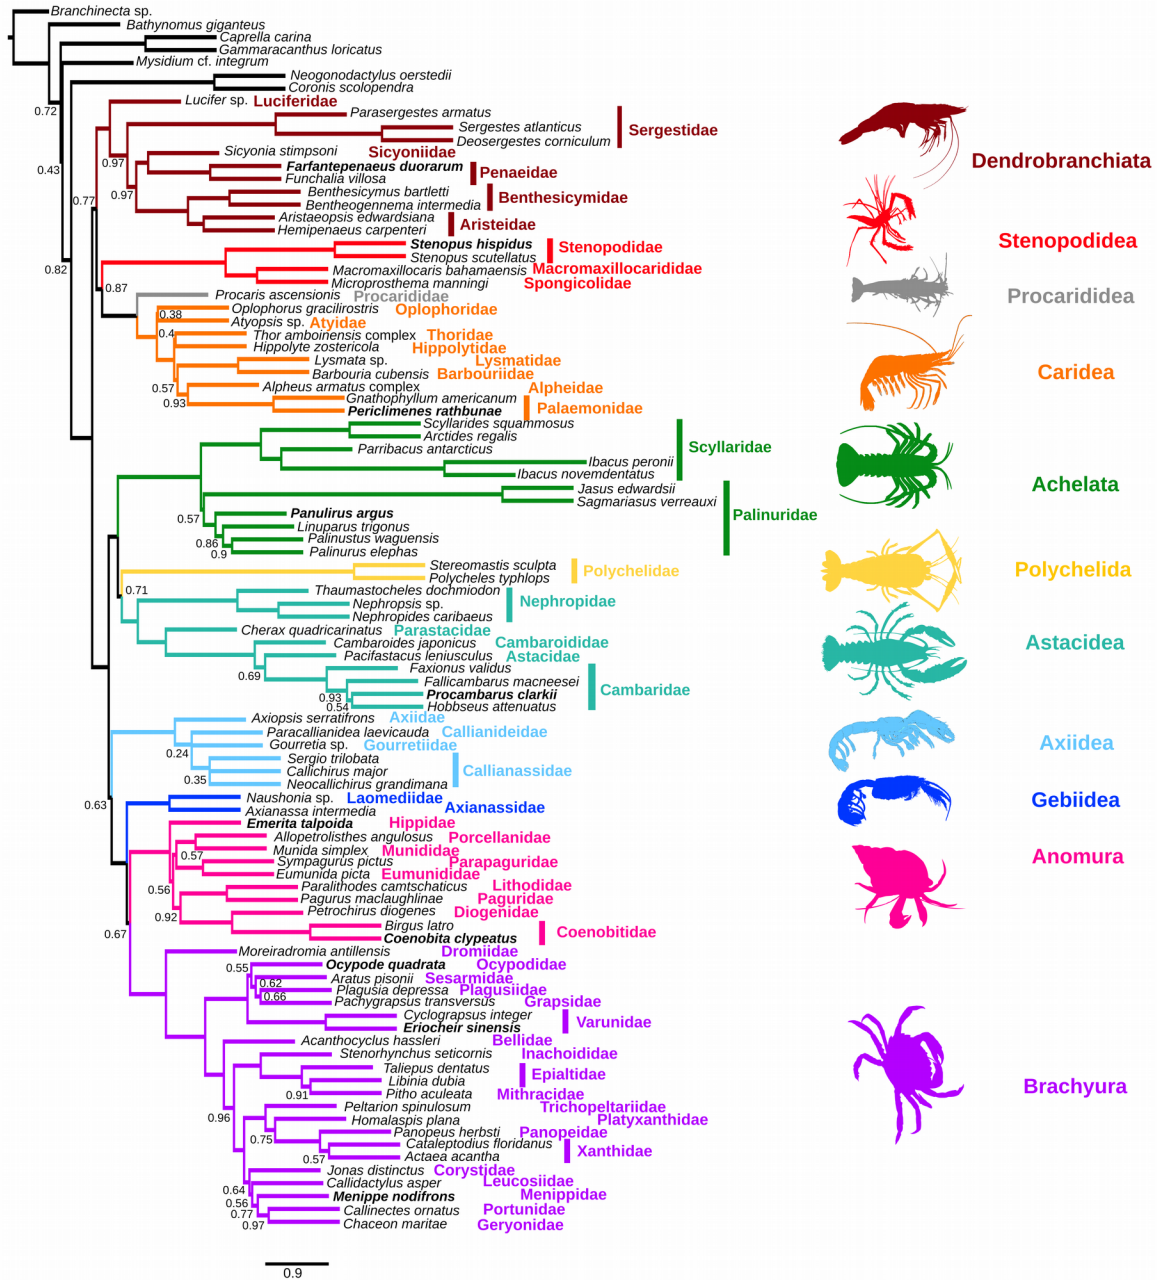 Branchinecta sp.
Bathynomus giganteus
Caprella carina
Gammaracanthus loricatus
Mysidium cf. integrum
Neogonodactylus oerstedii
Coronis scolopendra
0.72
Lucifer sp. Luciferidae
Parasergestes armatus
Sergestes atlanticus
Sergestidae
Deosergestes corniculum
Dendrobranchiata
0.43
0.97
Sicyonia stimpsoni Sicyoniidae
Farfantepenaeus duorarum
Penaeidae
Funchalia villosa
0.77
0.97
Benthesicymus bartletti
Benthesicymidae
Bentheogennema intermedia
Aristaeopsis edwardsiana
Aristeidae
Hemipenaeus carpenteri
Stenopodidea
Stenopus hispidus
Stenopodidae
Stenopus scutellatus
0.82
Macromaxillocaris bahamaensis Macromaxillocarididae
Microprosthema manningi Spongicolidae
0.87
Procaris ascensionis Procarididae
Procarididea
Oplophorus gracilirostris Oplophoridae
0.38
Atyopsis sp. Atyidae
0.4
Thor amboinensis complex Thoridae
Hippolyte zostericola Hippolytidae
Lysmata sp. Lysmatidae
Barbouria cubensis Barbouriidae
Caridea
0.57
Alpheus armatus complex Alpheidae
0.93
Gnathophyllum americanum
Palaemonidae
Periclimenes rathbunae
Scyllarides squammosus
Arctides regalis
Scyllaridae
Parribacus antarcticus
Ibacus peronii
Ibacus novemdentatus
Achelata
Jasus edwardsii
Sagmariasus verreauxi
Palinuridae
0.57
Panulirus argus
Linuparus trigonus
0.86
Palinustus waguensis
0.9
Palinurus elephas
Stereomastis sculpta
Polychelidae
Polychelida
Polycheles typhlops
0.71
Thaumastocheles dochmiodon
Nephropidae
Nephropsis sp.
Nephropides caribaeus
Cherax quadricarinatus Parastacidae
Astacidea
Cambaroides japonicus Cambaroididae
Pacifastacus leniusculus Astacidae
0.69
Faxionus validus
Fallicambarus macneesei
Cambaridae
0.93
Procambarus clarkii
0.54
Hobbseus attenuatus
Axiopsis serratifrons Axiidae
Paracallianidea laevicauda Callianideidae
Axiidea
0.24
Gourretia sp. Gourretiidae
Sergio trilobata
Callichirus major
Callianassidae
0.35
Neocallichirus grandimana
0.63
Naushonia sp. Laomediidae
Gebiidea
Axianassa intermedia Axianassidae
Emerita talpoida Hippidae
Allopetrolisthes angulosus Porcellanidae
Munida simplex Munididae
Anomura
0.57
Sympagurus pictus Parapaguridae
Eumunida picta Eumunididae
0.56
Paralithodes camtschaticus Lithodidae
Pagurus maclaughlinae Paguridae
0.92
Petrochirus diogenes Diogenidae
Birgus latro
Coenobitidae
Coenobita clypeatus
0.67
Moreiradromia antillensis Dromiidae
0.55
Ocypode quadrata Ocypodidae
0.62
Aratus pisonii Sesarmidae
0.66
Plagusia depressa Plagusiidae
Pachygrapsus transversus Grapsidae
Cyclograpsus integer
Varunidae
Eriocheir sinensis
Acanthocyclus hassleri Bellidae
Stenorhynchus seticornis Inachoididae
Taliepus dentatus
Epialtidae
Libinia dubia
Brachyura
0.91
Pitho aculeata Mithracidae
0.96
Peltarion spinulosum Trichopeltariidae
Homalaspis plana Platyxanthidae
0.75
Panopeus herbsti Panopeidae
Cataleptodius floridanus
Xanthidae
0.57
Actaea acantha
Jonas distinctus Corystidae
0.64
Callidactylus asper Leucosiidae
0.56
Menippe nodifrons Menippidae
0.77
Callinectes ornatus Portunidae
0.97
Chaceon maritae Geryonidae
0.9